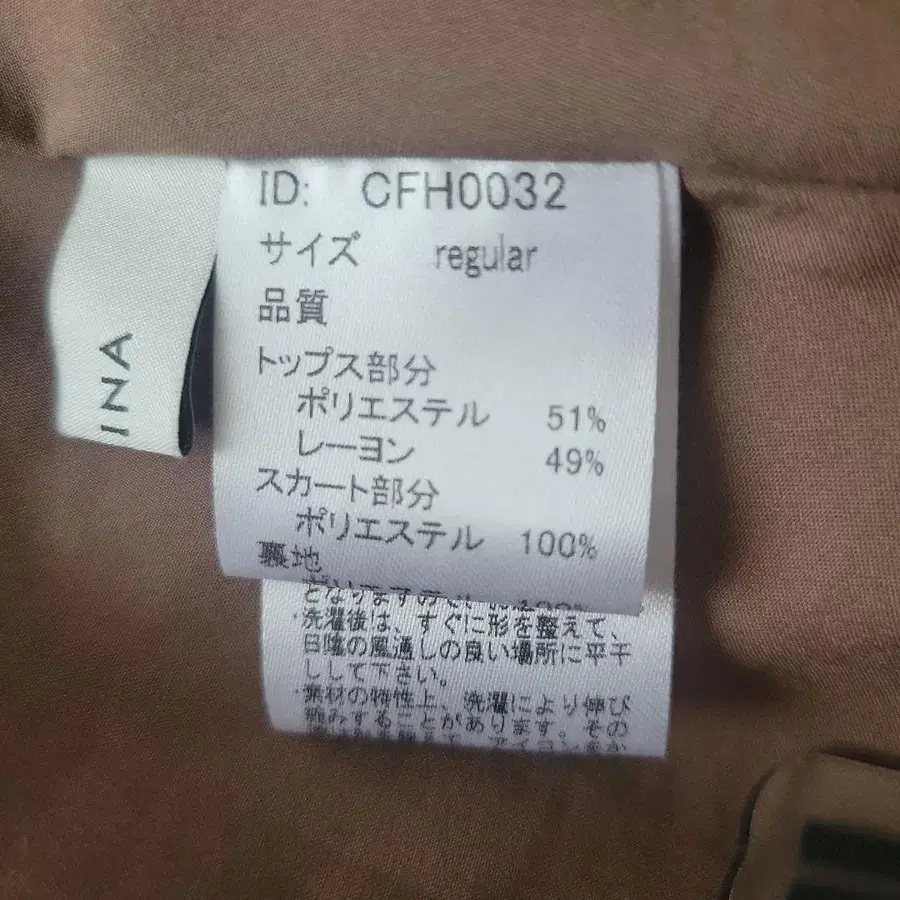 ID: CFH0032
サイズ regular
品質
トップス部分
ポリエステル 51%
レーヨン 49%
スカート部分
ポリエステル 100%
裏地
・洗濯後は、すぐに形を整えて、
日陰の風通しの良い場所に平干
しして下さい。
・素材の特性上、洗濯により伸び
縮みすることがあります。その
INA